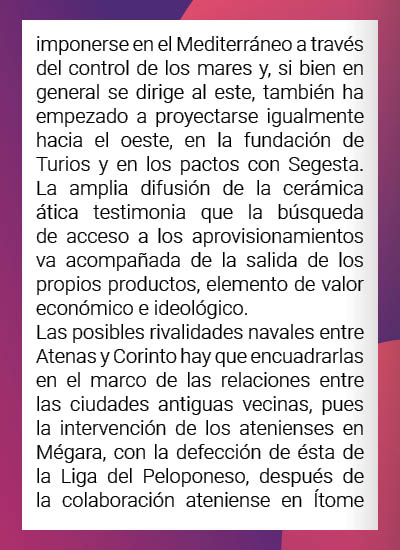 imponerse en el Mediterráneo a través
del control de los mares y, si bien en
general se dirige al este, también ha
empezado a proyectarse igualmente
hacia el oeste, en la fundación de
Turios y en los pactos con Segesta.
La amplia difusión de la cerámica
ática testimonia que la búsqueda
de acceso a los aprovisionamientos
va acompañada de la salida de los
propios productos, elemento de valor
económico e ideológico.
Las posibles rivalidades navales entre
Atenas y Corinto hay que encuadrarlas
en el marco de las relaciones entre
las ciudades antiguas vecinas, pues
la intervención de los atenienses en
Mégara, con la defección de ésta de
la Liga del Peloponeso, después de
la colaboración ateniense en Ítome